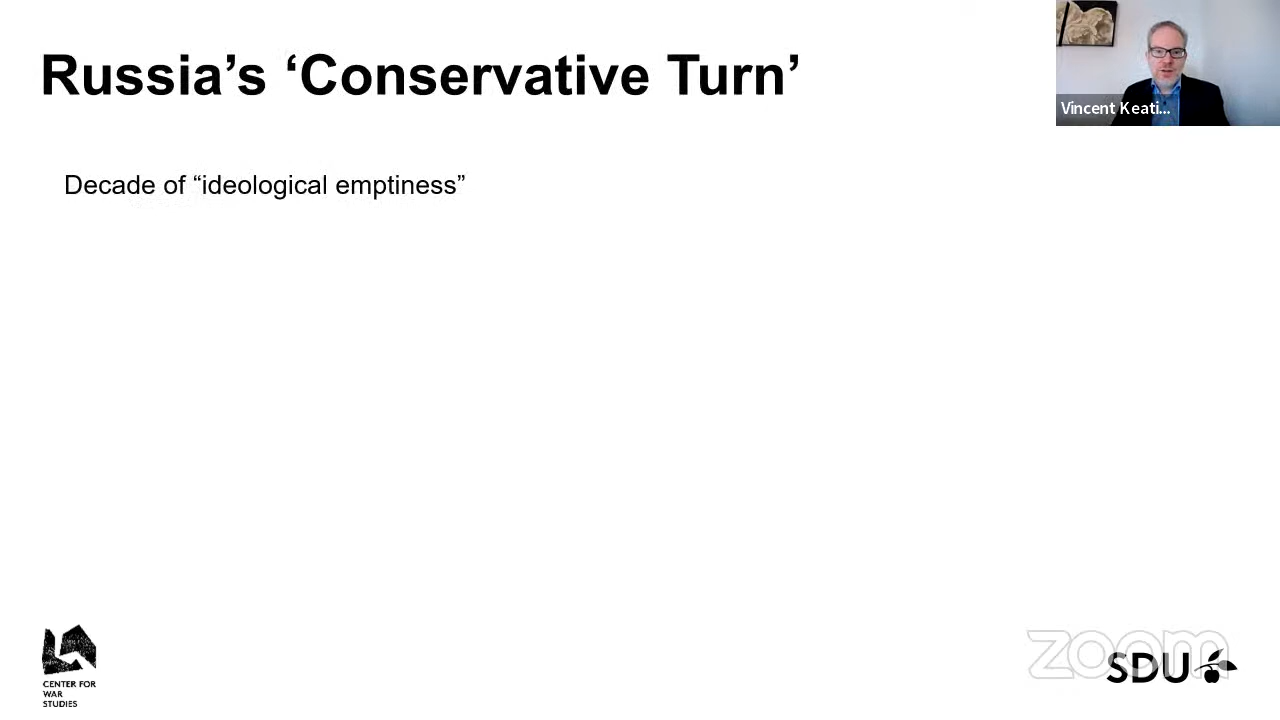 Russia’s ‘Conservative Turn’
Vincent Keati...
Decade of “ideological emptiness”
CENTER FOR
WAR
STUDIES
zoom
SDU